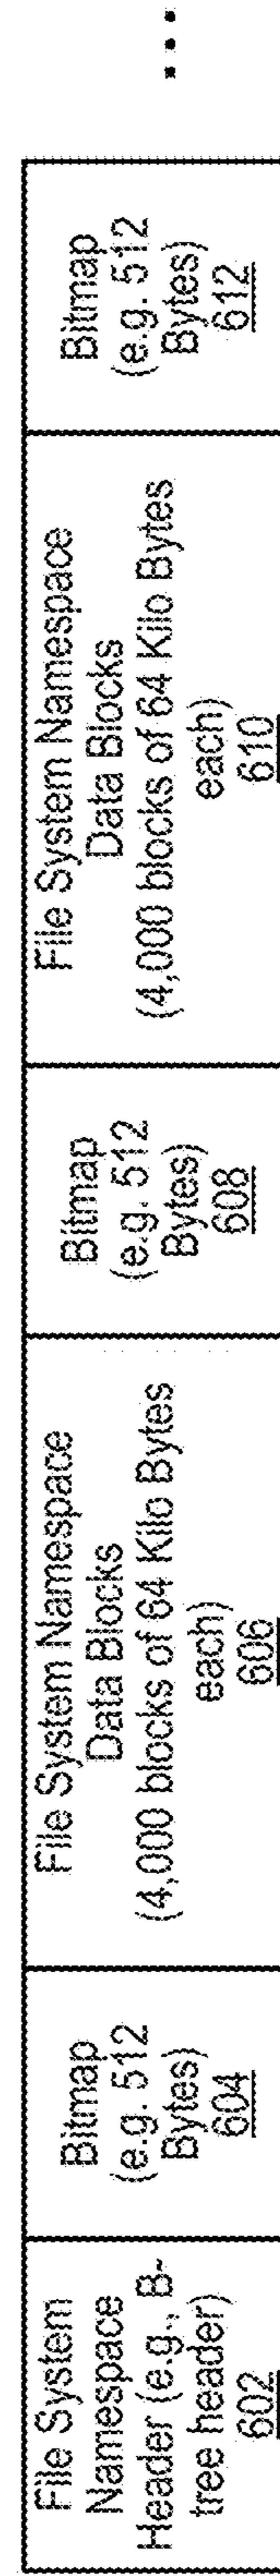 File System
Namespace
Header (e.g., B-
tree header)
602
Bitmap
(e.g. 512
Bytes)
604
File System Namespace
Data Blocks
(4,000 blocks of 64 Kilo Bytes
each)
606
Bitmap
(e.g. 512
Bytes)
608
File System Namespace
Data Blocks
(4,000 blocks of 64 Kilo Bytes
each)
610
Bitmap
(e.g. 512
Bytes)
612
...